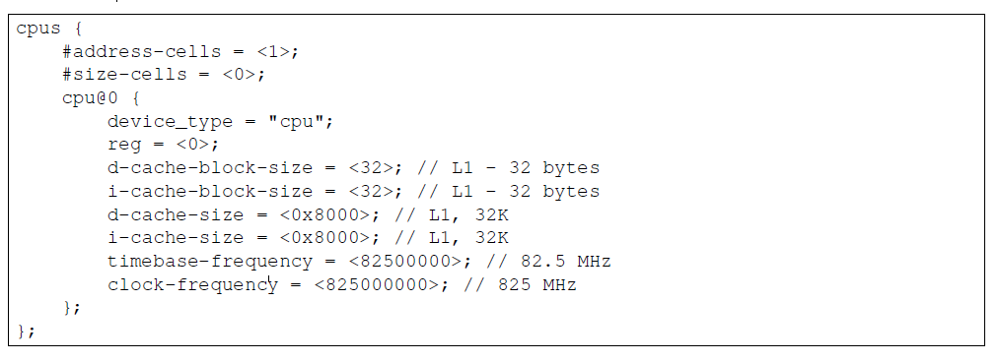 cpus {
    #address-cells = <1>;
    #size-cells = <0>;
    cpu@0 {
        device_type = "cpu";
        reg = <0>;
        d-cache-block-size = <32>; // L1 - 32 bytes
        i-cache-block-size = <32>; // L1 - 32 bytes
        d-cache-size = <0x8000>; // L1, 32K
        i-cache-size = <0x8000>; // L1, 32K
        timebase-frequency = <82500000>; // 82.5 MHz
        clock-frequency = <825000000>; // 825 MHz
    };
};